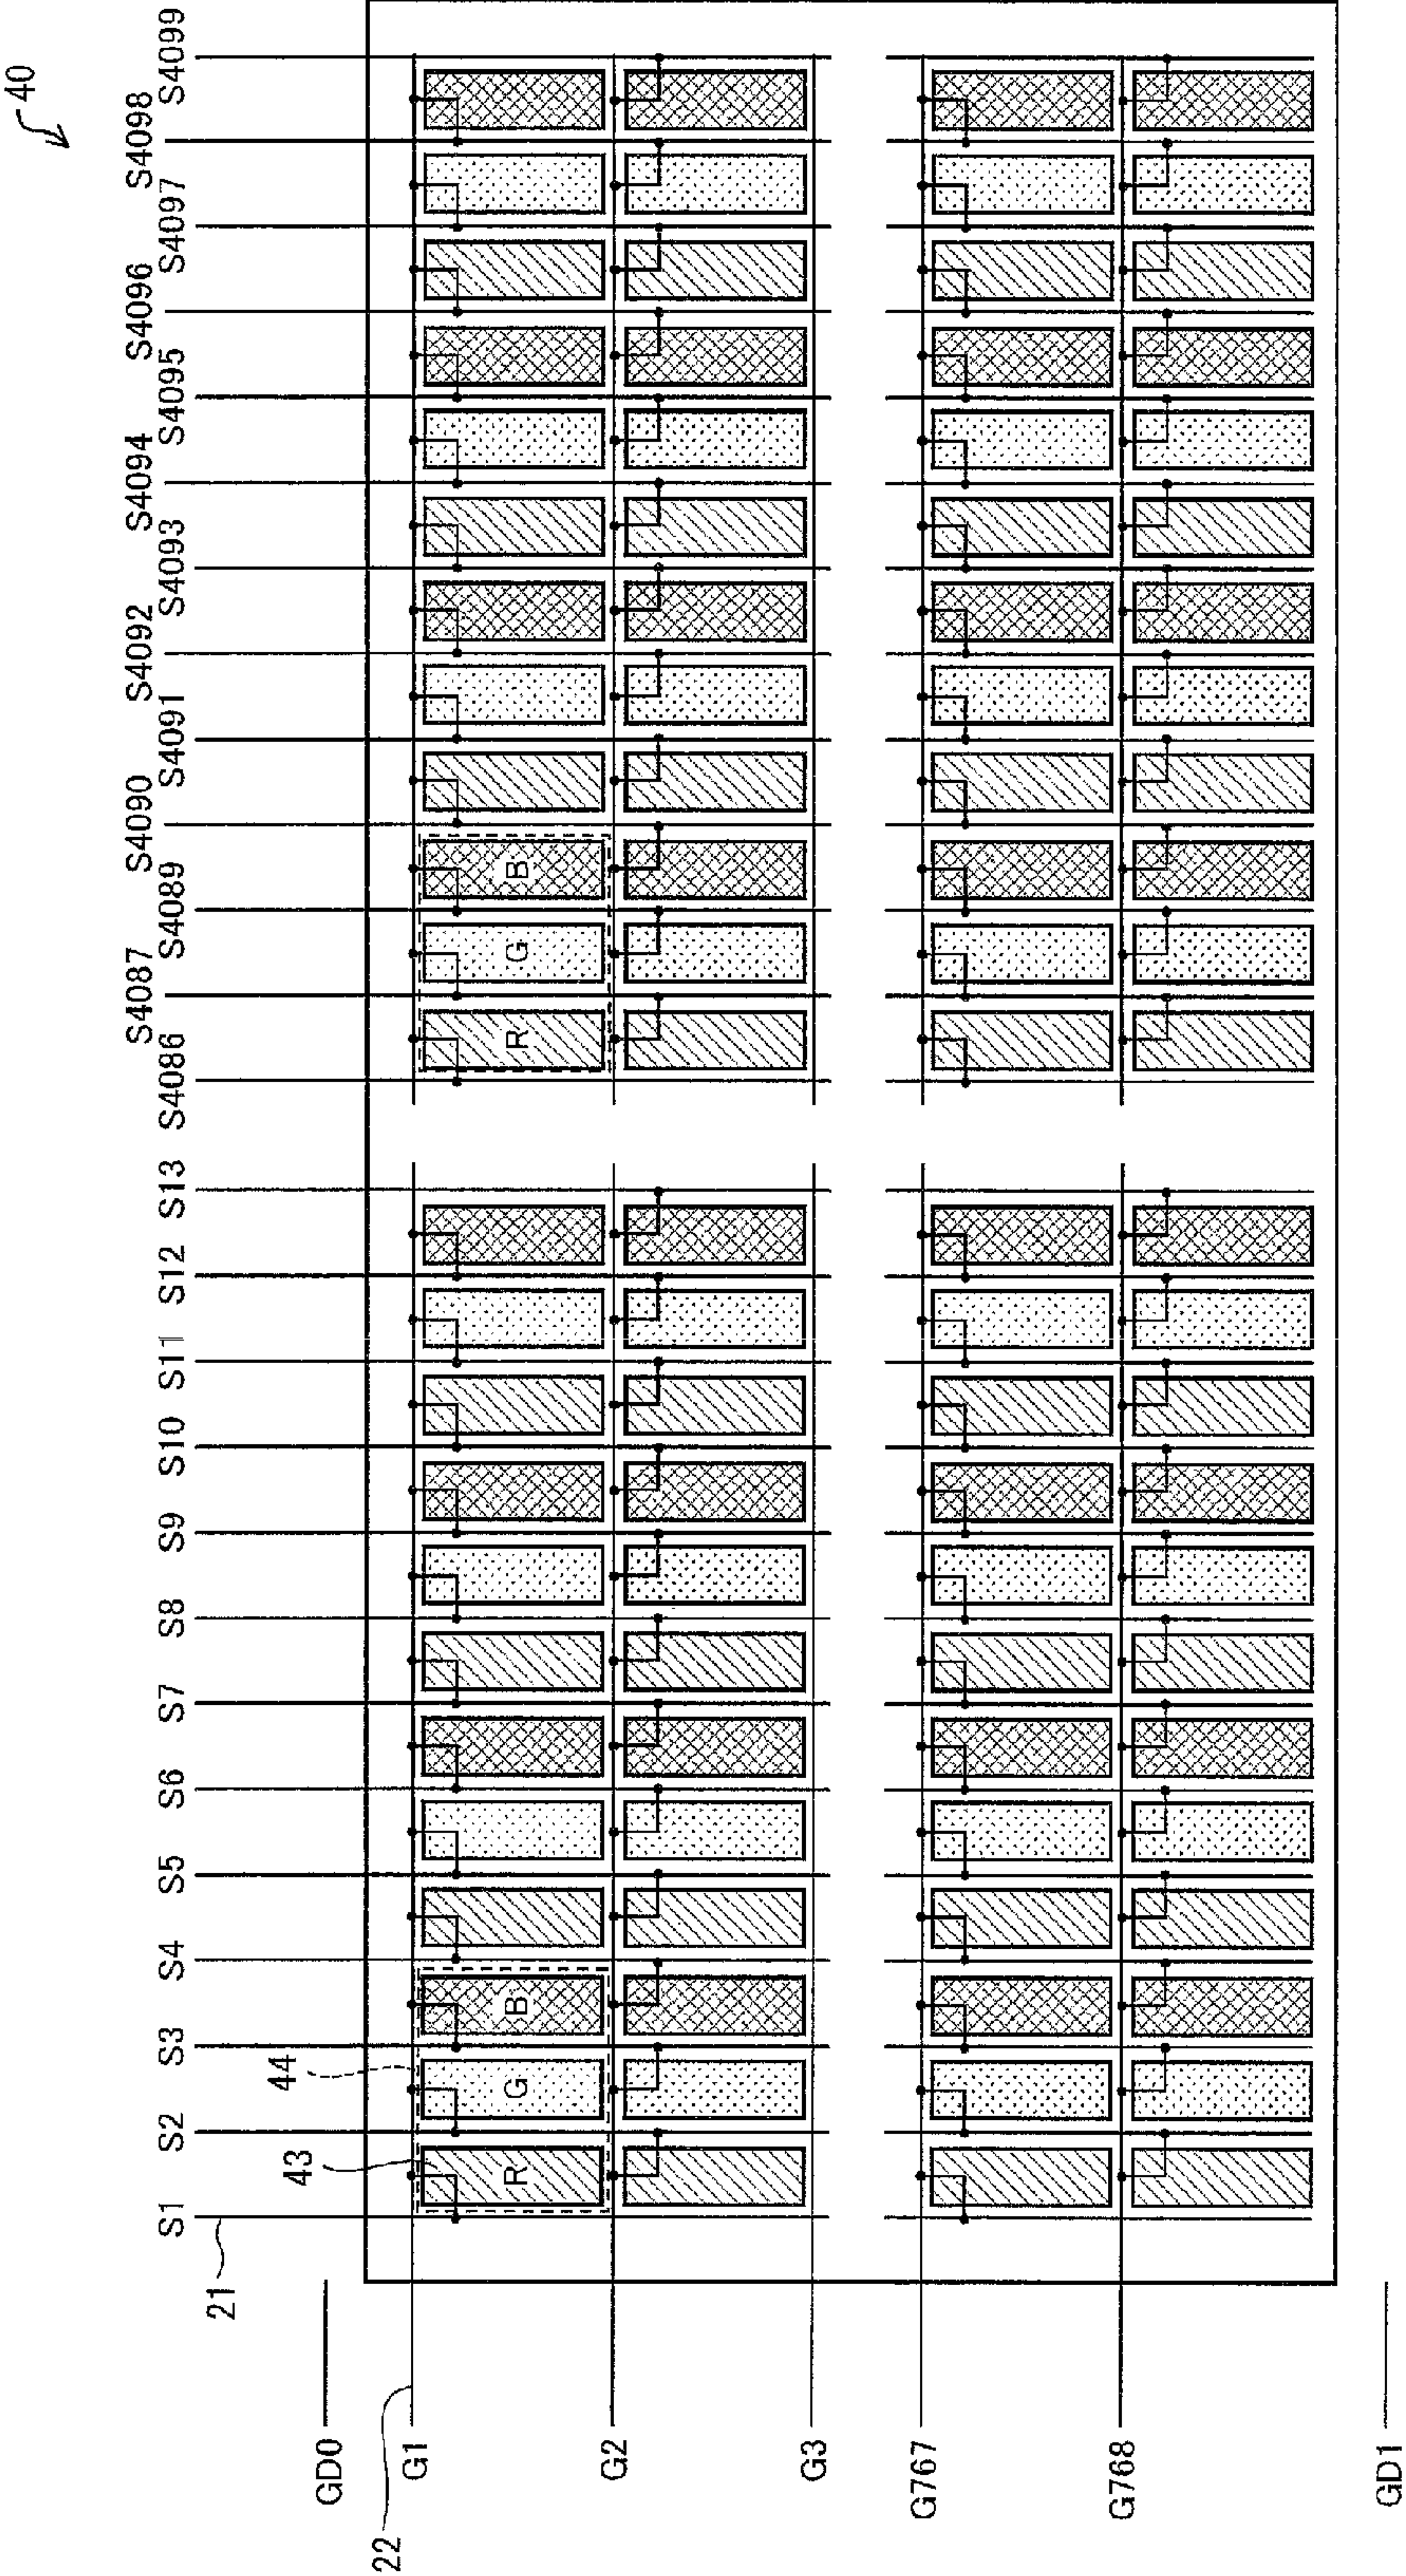 40
S1
S2
S3
S4
S5
S6
S7
S8
S9
S10
S11
S12
S13
S4086
S4087
S4089
S4090
S4091
S4092
S4093
S4094
S4095
S4096
S4097
S4098
S4099
21
43
44
GD0
22
G1
R
G
B
R
G
B
G2
G3
G767
G768
GD1